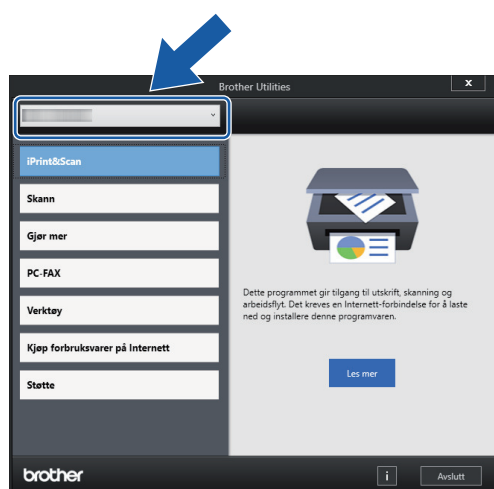 Brother Utilities
x
iPrint&Scan
Skann
Gjør mer
PC-FAX
Verktøy
Kjøp forbruksvarer på Internett
Støtte
Dette programmet gir tilgang til utskrift, skanning og
arbeidsflyt. Det kreves en Internett-forbindelse for å laste
ned og installere denne programvaren.
Les mer
brother
i
Avslutt